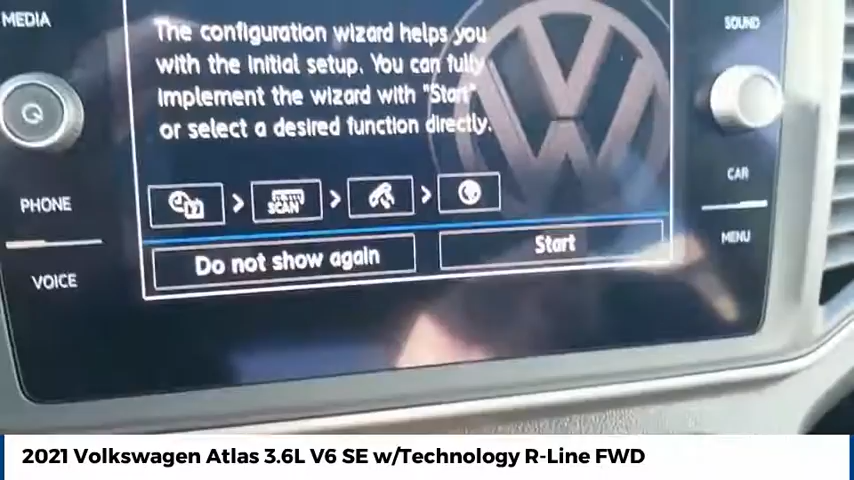 MEDIA
SOUND
The configuration wizard helps you
with the initial setup. You can fully
implement the wizard with "Start"
or select a desired function directly.
SCAN
PHONE
CAR
Do not show again
Start
MENU
VOICE
2021 Volkswagen Atlas 3.6L V6 SE w/Technology R-Line FWD